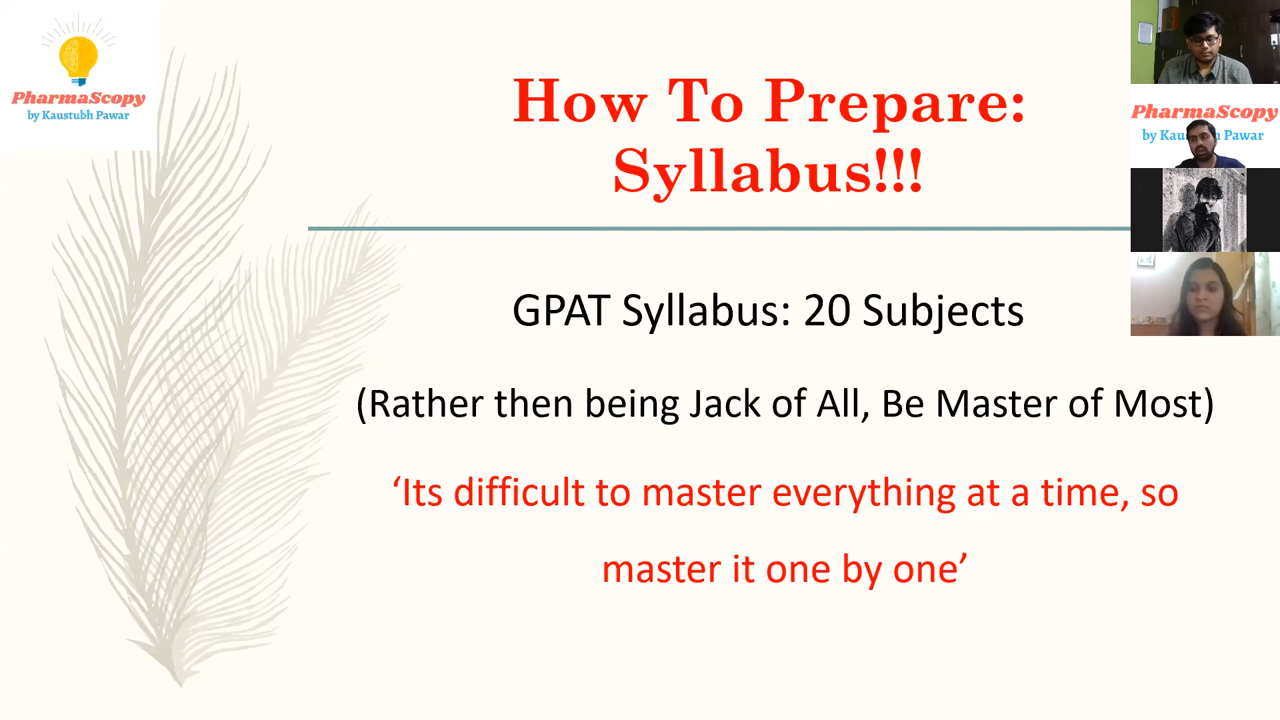 PharmaScopy
by Kaustubh Pawar
How To Prepare:
Syllabus!!!
GPAT Syllabus: 20 Subjects
(Rather then being Jack of All, Be Master of Most)
‘Its difficult to master everything at a time, so
master it one by one’
PharmaScopy
by Pawar